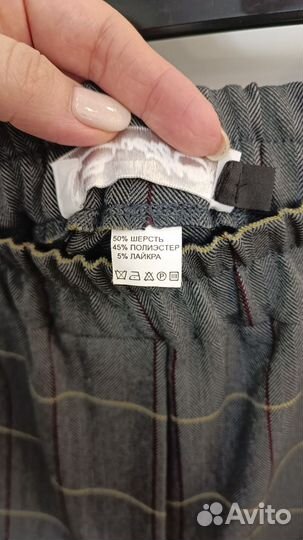 50% ШЕРСТЬ
45% ПОЛИЭСТЕР
5% ЛАЙКРА
Avito